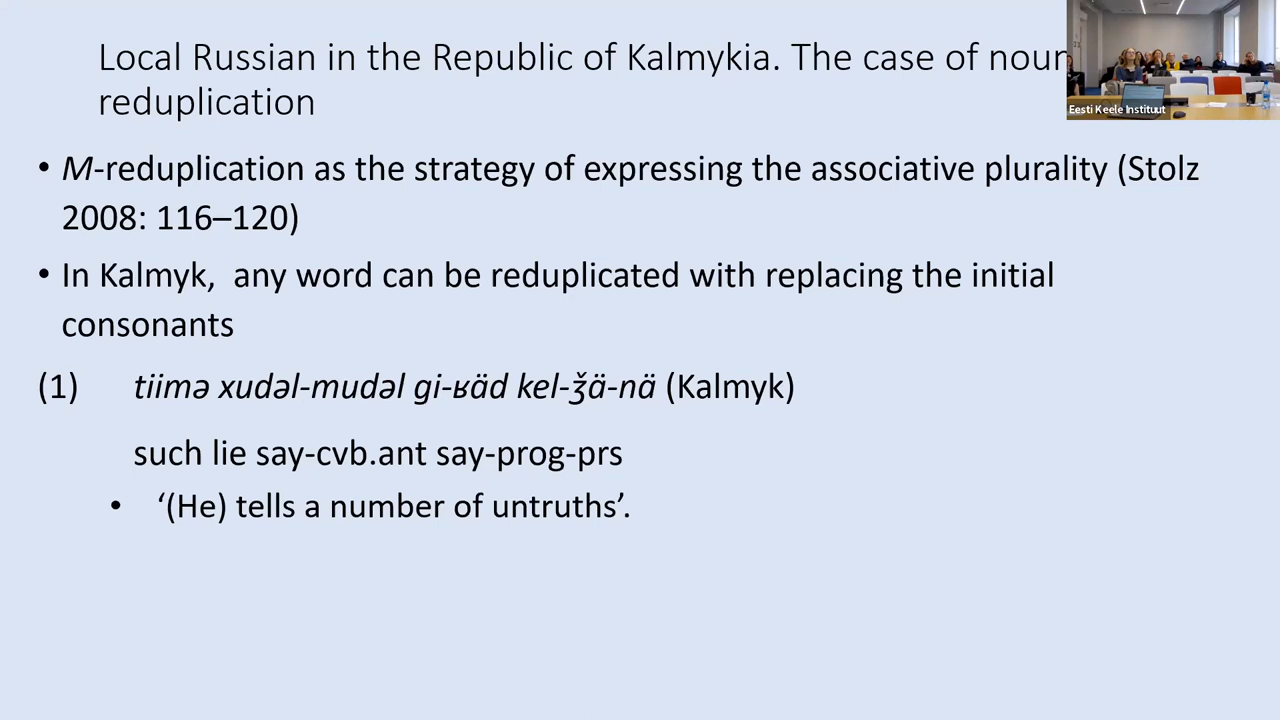 Local Russian in the Republic of Kalmykia. The case of noun
reduplication
Eesti Keele Instituut
• M-reduplication as the strategy of expressing the associative plurality (Stolz
2008: 116–120)
• In Kalmyk,  any word can be reduplicated with replacing the initial
consonants
(1) tiimə xudəl-mudəl gi-ʁäd kel-ǯä-nä (Kalmyk)
such lie say-cvb.ant say-prog-prs
• ‘(He) tells a number of untruths’.